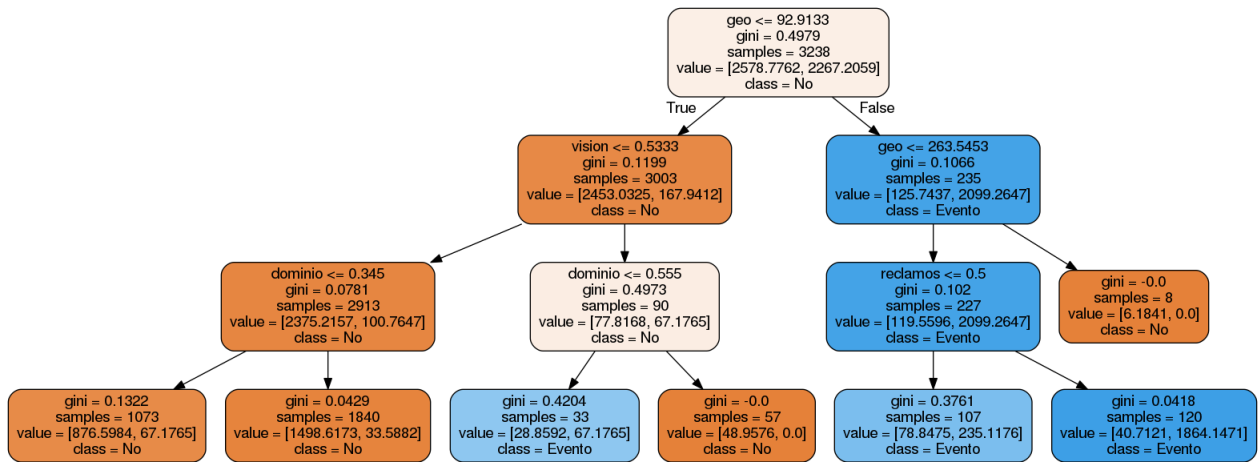 geo <= 92.9133
gini = 0.4979
samples = 3238
value = [2578.7762, 2267.2059]
class = No
True
False
vision <= 0.5333
gini = 0.1199
samples = 3003
value = [2453.0325, 167.9412]
class = No
geo <= 263.5453
gini = 0.1066
samples = 235
value = [125.7437, 2099.2647]
class = Evento
dominio <= 0.345
gini = 0.0781
samples = 2913
value = [2375.2157, 100.7647]
class = No
dominio <= 0.555
gini = 0.4973
samples = 90
value = [77.8168, 67.1765]
class = No
reclamos <= 0.5
gini = 0.102
samples = 227
value = [119.5596, 2099.2647]
class = Evento
gini = -0.0
samples = 8
value = [6.1841, 0.0]
class = No
gini = 0.1322
samples = 1073
value = [876.5984, 67.1765]
class = No
gini = 0.0429
samples = 1840
value = [1498.6173, 33.5882]
class = No
gini = 0.4204
samples = 33
value = [28.8592, 67.1765]
class = Evento
gini = -0.0
samples = 57
value = [48.9576, 0.0]
class = No
gini = 0.3761
samples = 107
value = [78.8475, 235.1176]
class = Evento
gini = 0.0418
samples = 120
value = [40.7121, 1864.1471]
class = Evento